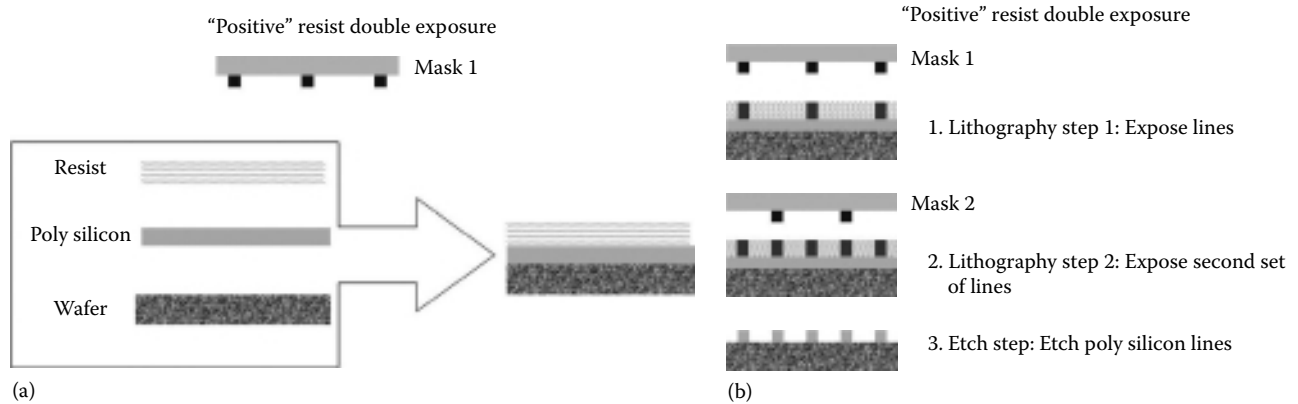 “Positive” resist double exposure
Mask 1
Resist
Poly silicon
Wafer
(a)
“Positive” resist double exposure
Mask 1
1. Lithography step 1: Expose lines
Mask 2
2. Lithography step 2: Expose second set
of lines
3. Etch step: Etch poly silicon lines
(b)